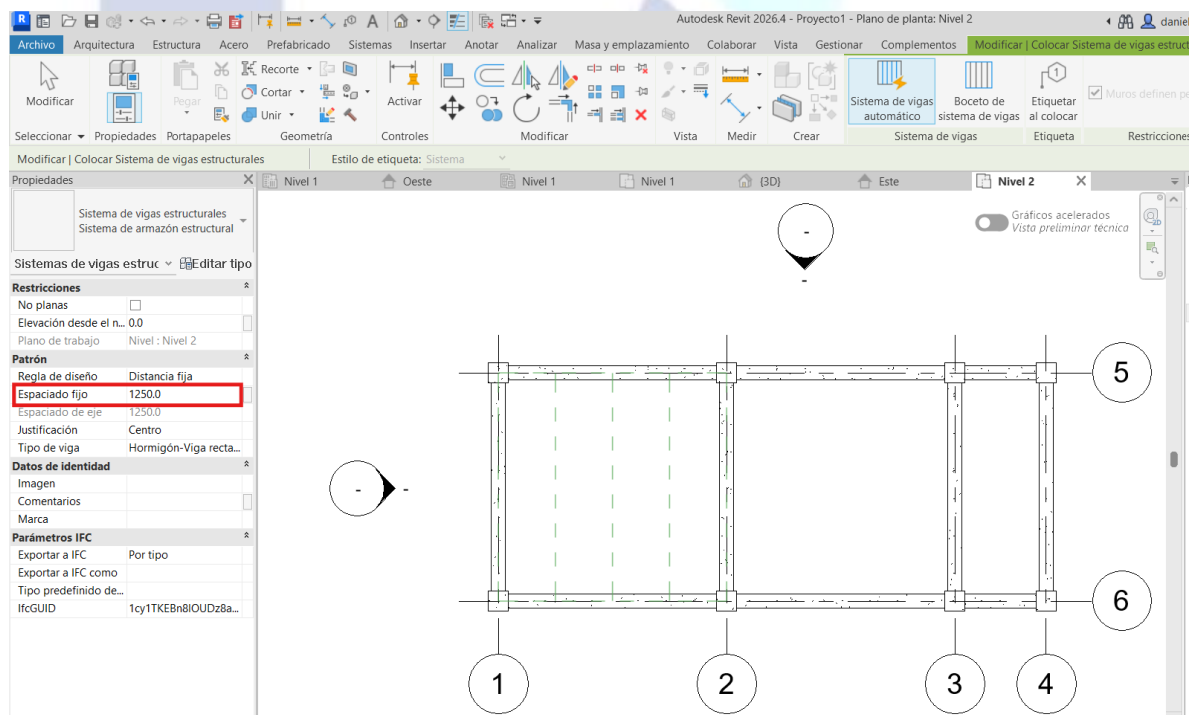 Autodesk Revit 2026.4 - Proyecto1 - Plano de planta: Nivel 2
daniel
Archivo Arquitectura Estructura Acero Prefabricado Sistemas Insertar Anotar Analizar Masa y emplazamiento Colaborar Vista Gestionar Complementos Modificar | Colocar Sistema de vigas estruct
Modificar
Pegar
Recorte
Cortar
Unir
Activar
Sistema de vigas automático
Boceto de sistema de vigas
Etiquetar al colocar
Muros definen pe
Seleccionar Propiedades Portapapeles Geometría Controles Modificar Vista Medir Crear Sistema de vigas Etiqueta Restricciones
Modificar | Colocar Sistema de vigas estructurales Estilo de etiqueta: Sistema
Propiedades
Nivel 1 Oeste Nivel 1 Nivel 1 {3D} Este Nivel 2
Sistema de vigas estructurales
Sistema de armazón estructural
Sistemas de vigas estruc Editar tipo
Restricciones
No planas
Elevación desde el n... 0.0
Plano de trabajo Nivel : Nivel 2
Patrón
Regla de diseño Distancia fija
Espaciado fijo 1250.0
Espaciado de eje 1250.0
Justificación Centro
Tipo de viga Hormigón-Viga recta...
Datos de identidad
Imagen
Comentarios
Marca
Parámetros IFC
Exportar a IFC Por tipo
Exportar a IFC como
Tipo predefinido de...
Gráficos acelerados
Vista preliminar técnica
2D
-
-
-
-
5
6
1 2 3 4